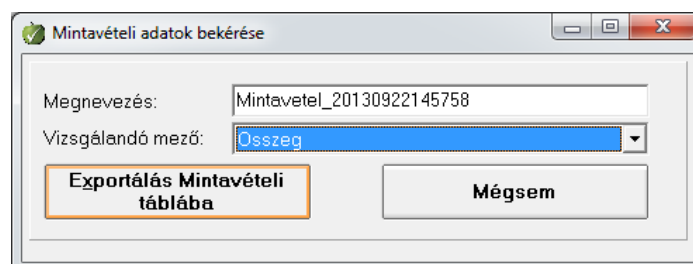 Mintavételi adatok bekérése
Megnevezés: Mintavetel_20130922145758
Vizsgálandó mező: Osszeg
Exportálás Mintavételi
táblába
Mégsem